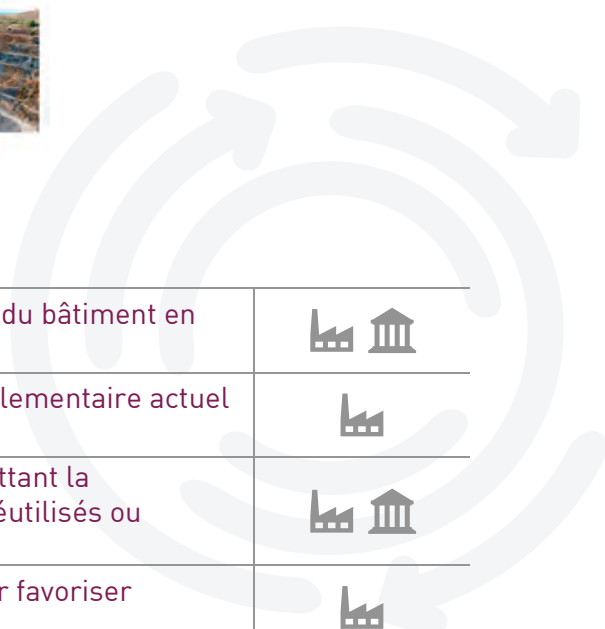 du bâtiment en
lementaire actuel
ttant la
éutilisés ou
r favoriser